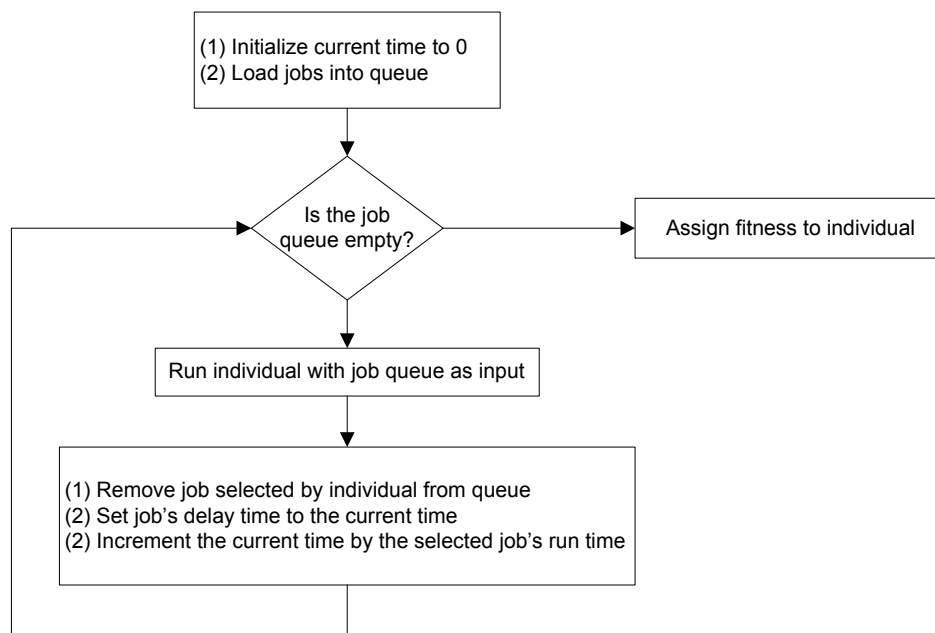 (1) Initialize current time to 0
(2) Load jobs into queue
Is the job
queue empty?
Assign fitness to individual
Run individual with job queue as input
(1) Remove job selected by individual from queue
(2) Set job's delay time to the current time
(2) Increment the current time by the selected job's run time